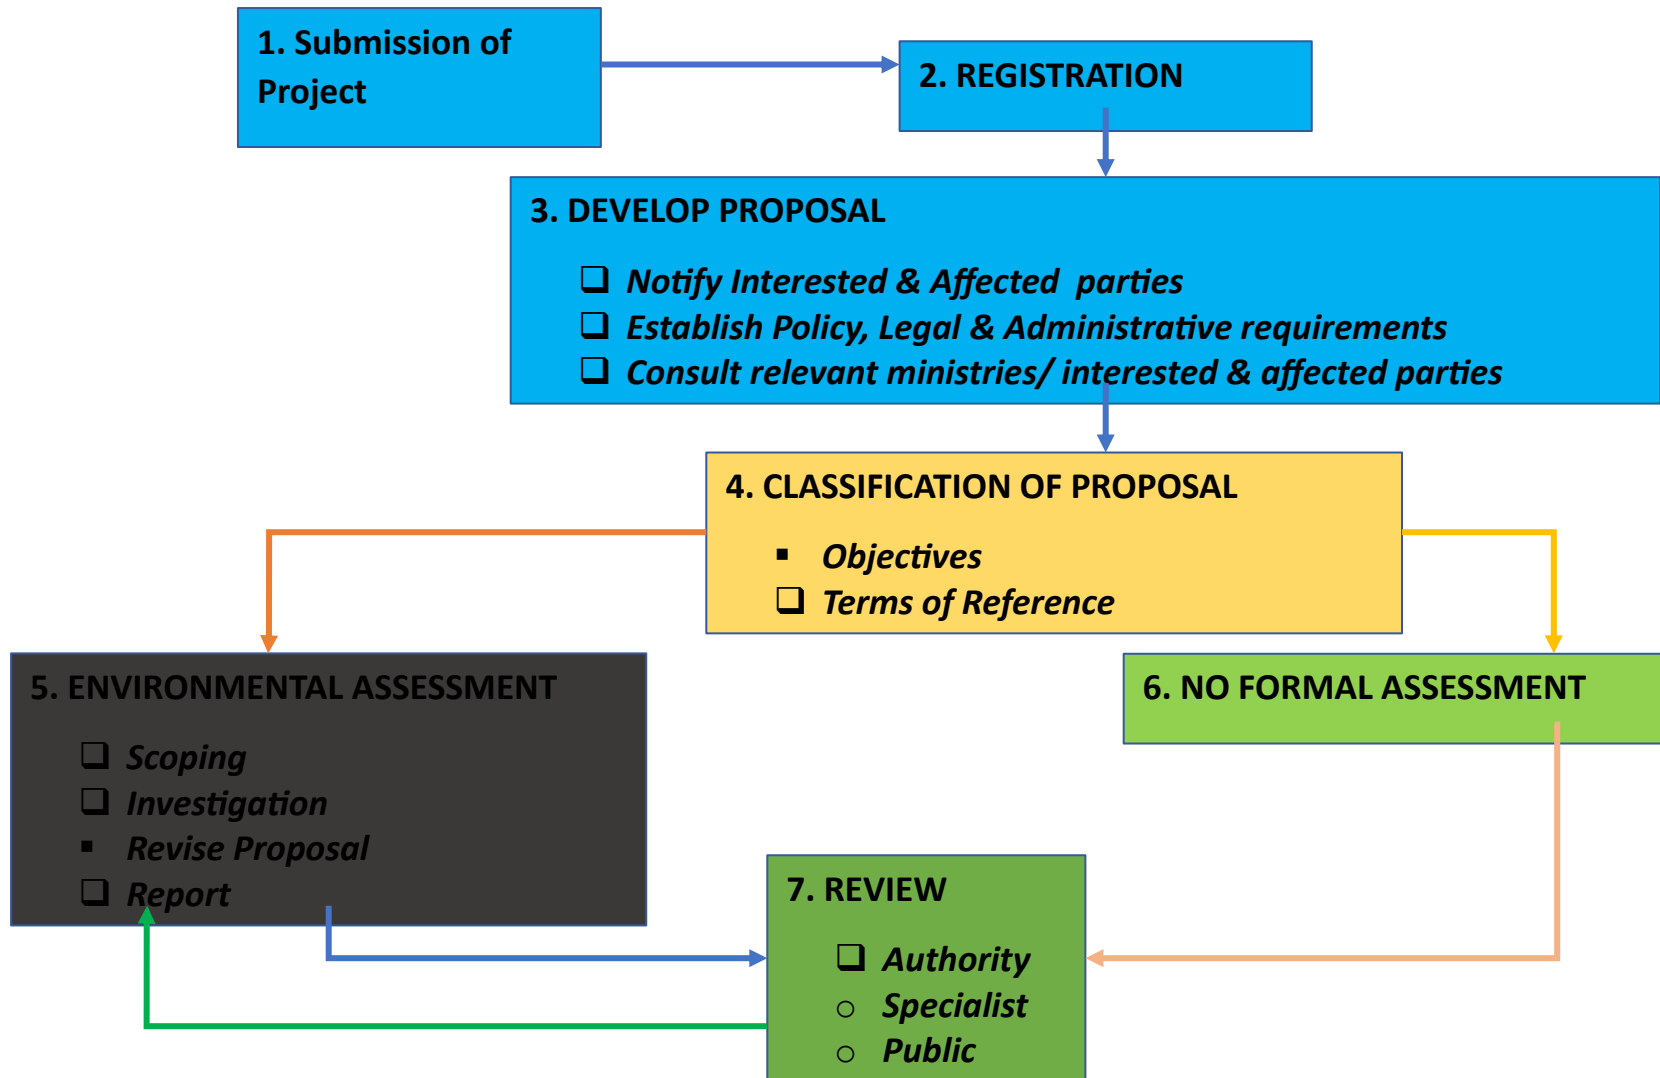 1. Submission of
Project
2. REGISTRATION
3. DEVELOP PROPOSAL
❑ Notify Interested & Affected  parties
❑ Establish Policy, Legal & Administrative requirements
❑ Consult relevant ministries/ interested & affected parties
4. CLASSIFICATION OF PROPOSAL
▪ Objectives
❑ Terms of Reference
5. ENVIRONMENTAL ASSESSMENT
❑ Scoping
❑ Investigation
▪ Revise Proposal
❑ Report
6. NO FORMAL ASSESSMENT
7. REVIEW
❑ Authority
o Specialist
o Public